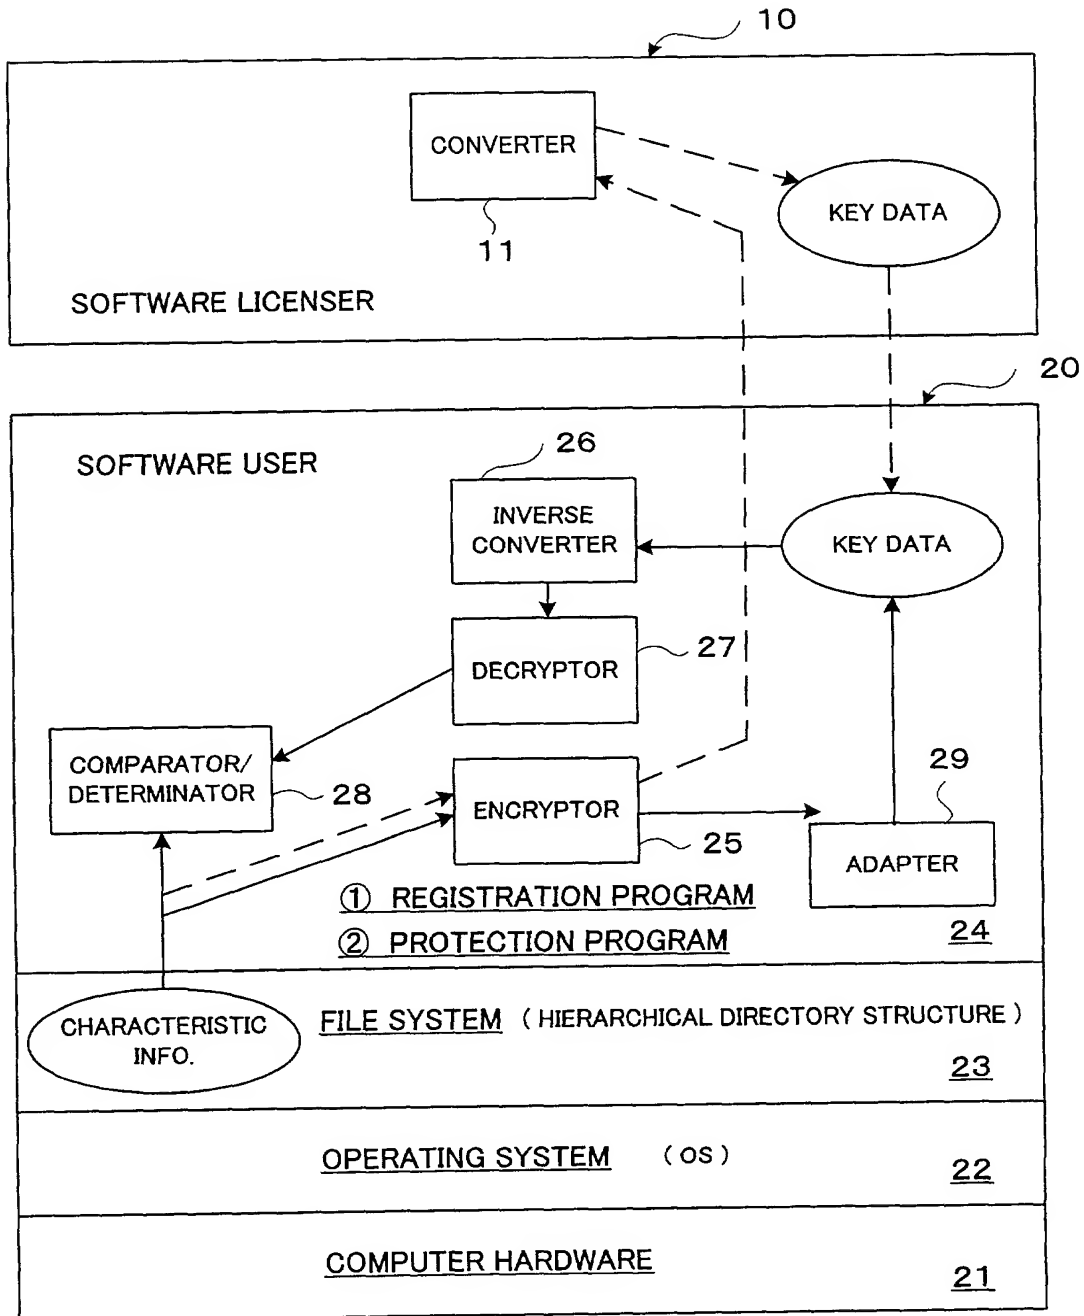 10
CONVERTER
KEY DATA
11
SOFTWARE LICENSER
20
SOFTWARE USER
26
INVERSE
CONVERTER
KEY DATA
27
DECRYPTOR
COMPARATOR/
DETERMINATOR
28
ENCRYPTOR
25
29
ADAPTER
① REGISTRATION PROGRAM
② PROTECTION PROGRAM
24
CHARACTERISTIC
INFO.
FILE SYSTEM ( HIERARCHICAL DIRECTORY STRUCTURE )
23
OPERATING SYSTEM ( OS )
22
COMPUTER HARDWARE
21